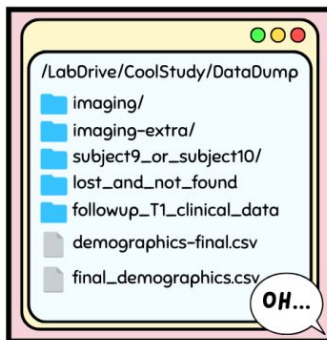 /LabDrive/CoolStudy/DataDump
imaging/
imaging-extra/
subject9_or_subject10/
lost_and_not_found
followup_T1_clinical_data
demographics-final.csv
final_demographics.csv
OH...